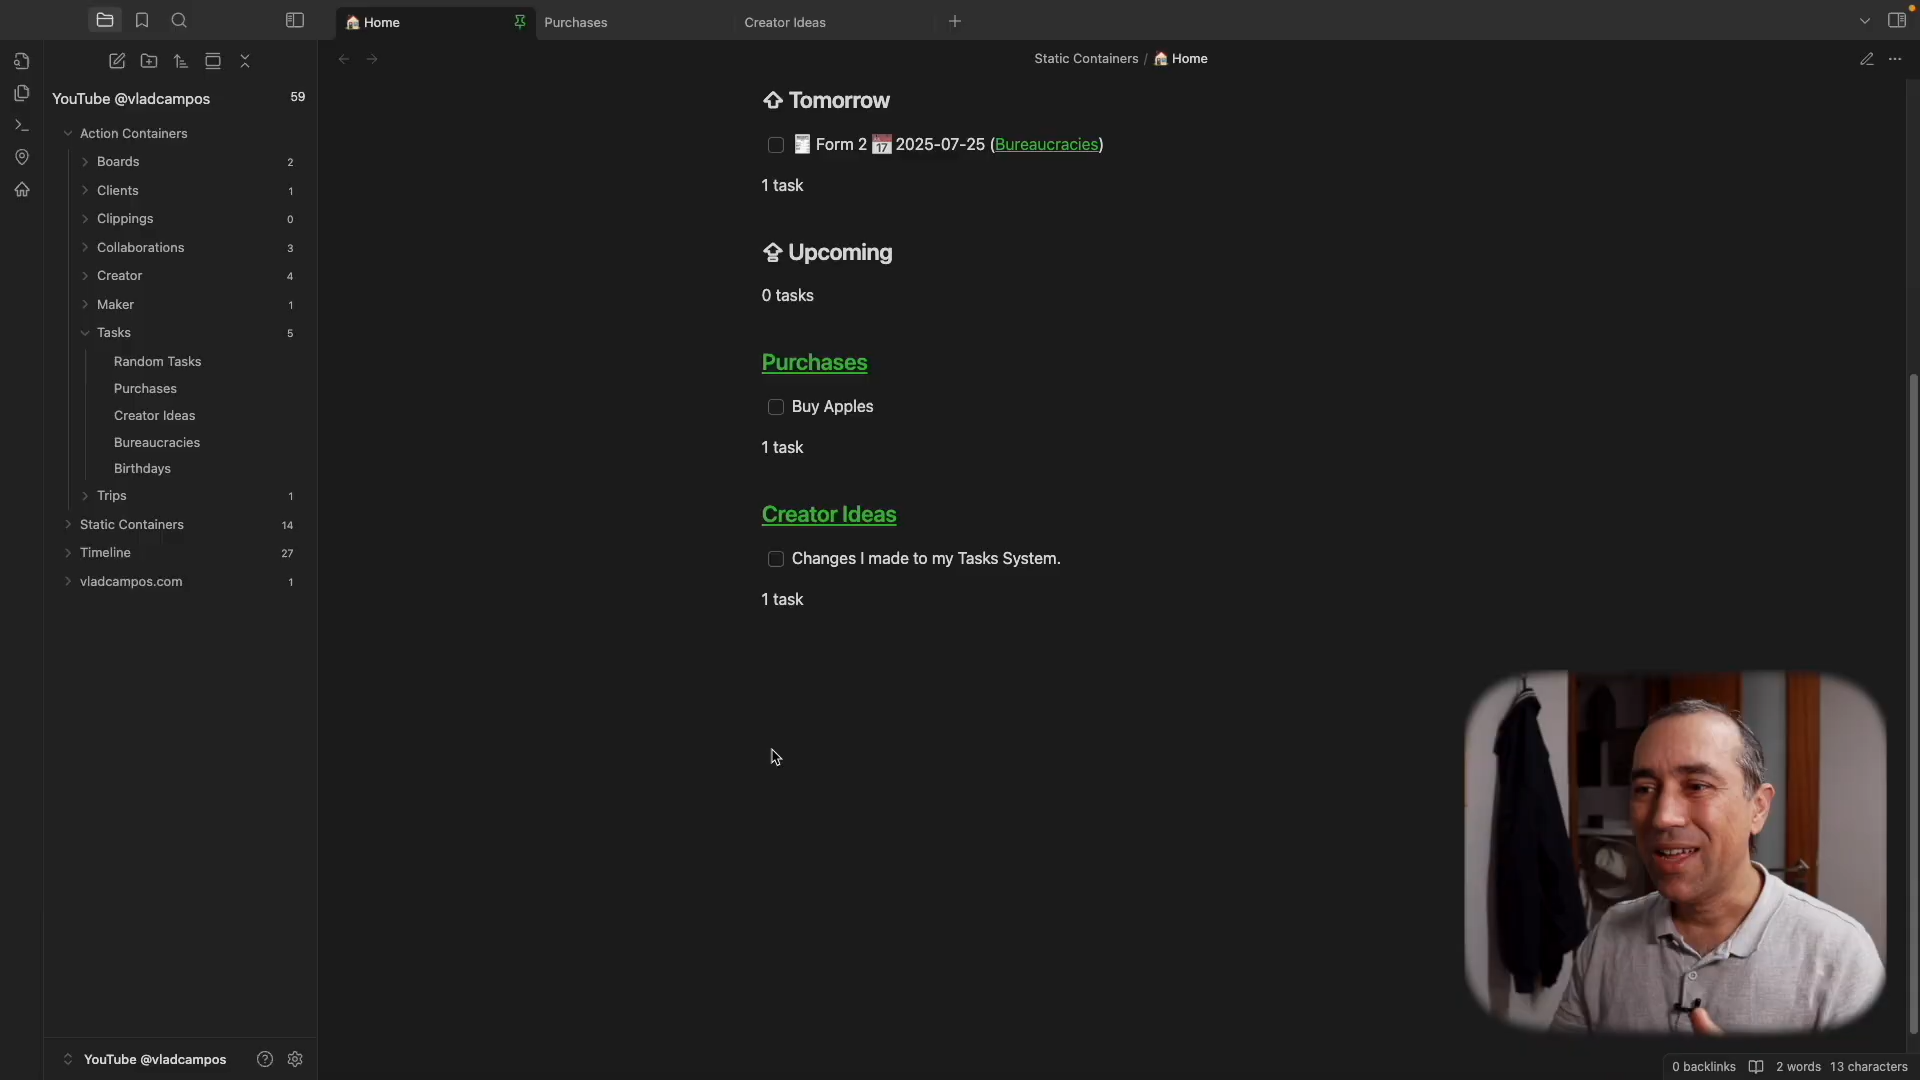 🏠 Home
Purchases
Creator Ideas
Static Containers / 🏠 Home
YouTube @vladcampos 59
Action Containers
Boards 2
Clients 1
Clippings 0
Collaborations 3
Creator 4
Maker 1
Tasks 5
Random Tasks
Purchases
Creator Ideas
Bureaucracies
Birthdays
Trips 1
Static Containers 14
Timeline 27
vladcampos.com 1
YouTube @vladcampos
Tomorrow
Form 2 📅 2025-07-25 (Bureaucracies)
1 task
Upcoming
0 tasks
Purchases
Buy Apples
1 task
Creator Ideas
Changes I made to my Tasks System.
1 task
0 backlinks 2 words 13 characters